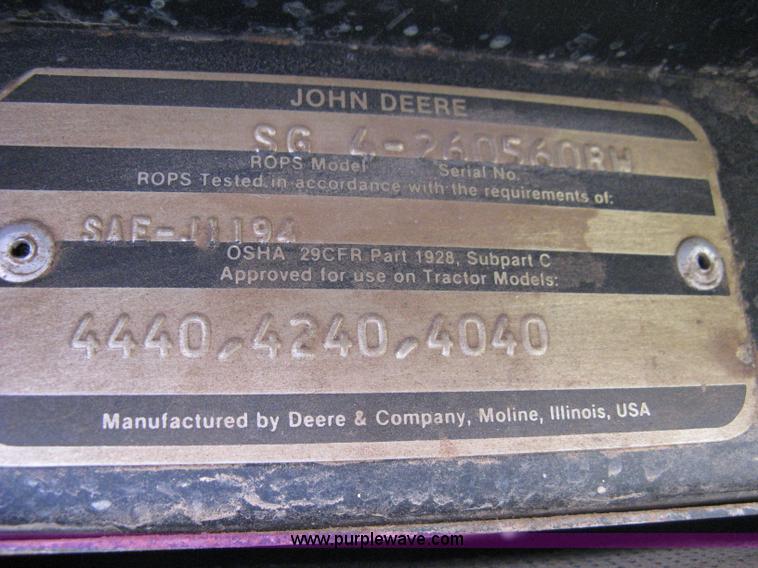 JOHN DEERE
SG 4-260560RH
ROPS Model Serial No.
ROPS Tested in accordance with the requirements of:
SAE-J1194
OSHA 29CFR Part 1928, Subpart C
Approved for use on Tractor Models:
4440,4240,4040
Manufactured by Deere & Company, Moline, Illinois, USA
www.purplewave.com